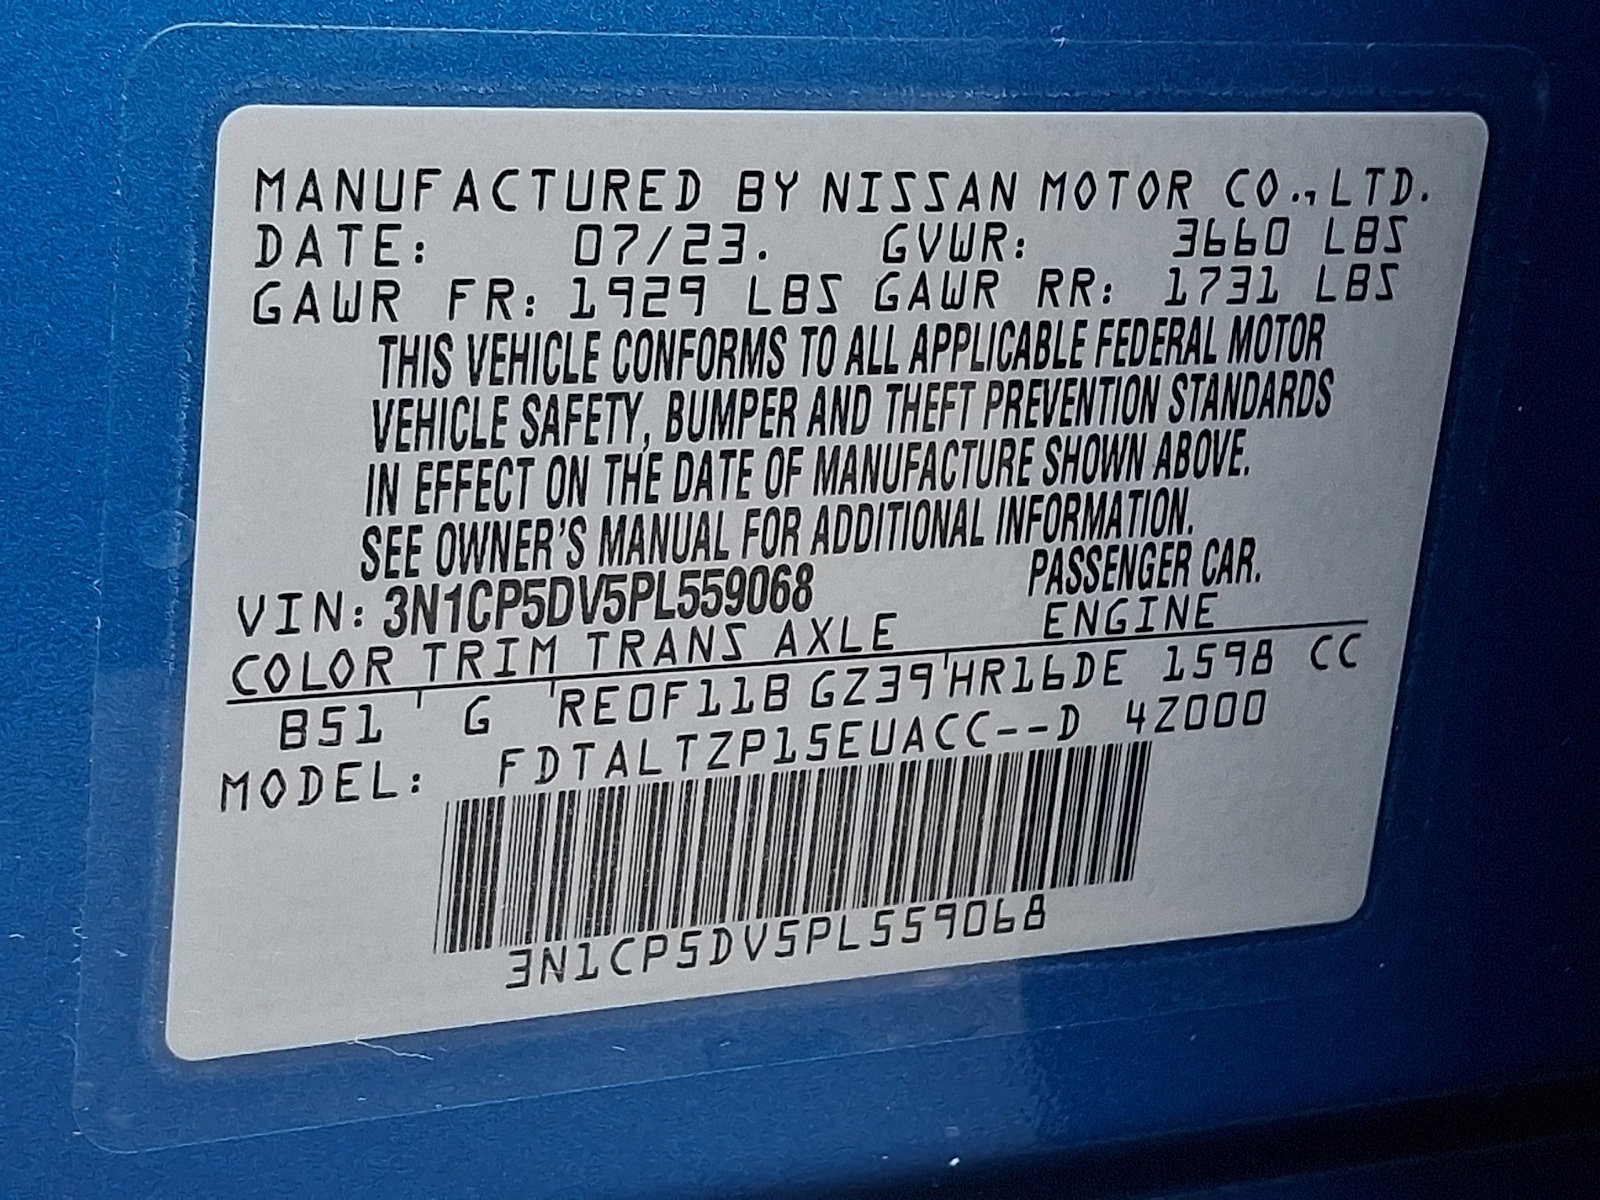 MANUFACTURED BY NISSAN MOTOR CO., LTD.
DATE: 07/23. GVWR: 3660 LBS
GAWR FR: 1929 LBS GAWR RR: 1731 LBS
THIS VEHICLE CONFORMS TO ALL APPLICABLE FEDERAL MOTOR
VEHICLE SAFETY, BUMPER AND THEFT PREVENTION STANDARDS
IN EFFECT ON THE DATE OF MANUFACTURE SHOWN ABOVE.
SEE OWNER'S MANUAL FOR ADDITIONAL INFORMATION.
VIN: 3N1CP5DV5PL559068 PASSENGER CAR.
COLOR TRIM TRANS AXLE ENGINE
B51 G RE0F11B GZ39 HR16DE 1598 CC
MODEL: FDTALTZP15EUACC--D 4Z000
3N1CP5DV5PL559068